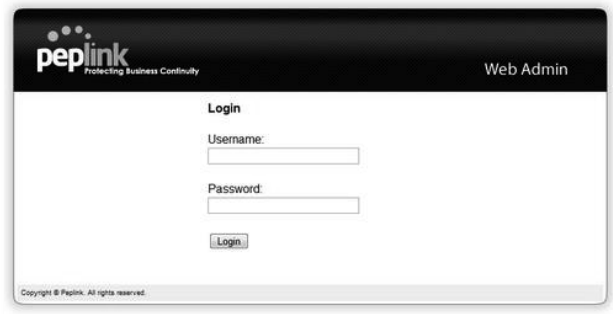 peplink
Protecting Business Continuity
Web Admin
Login
Username:
Password:
Login
Copyright © Peplink. All rights reserved.